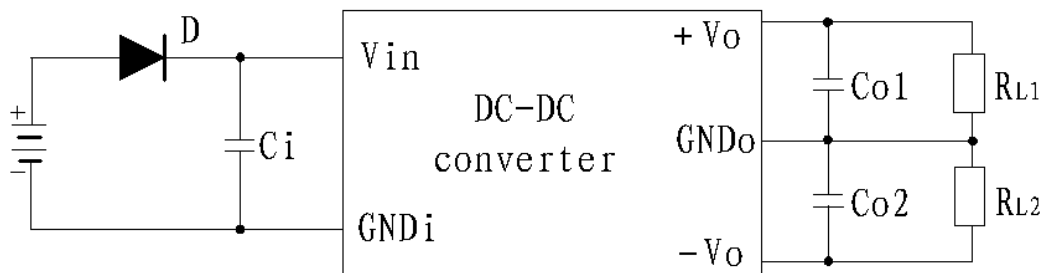 D
+
-
Ci
Vin
GNDi
DC-DC
converter
+Vo
GNDo
-Vo
Co1
Co2
RL1
RL2